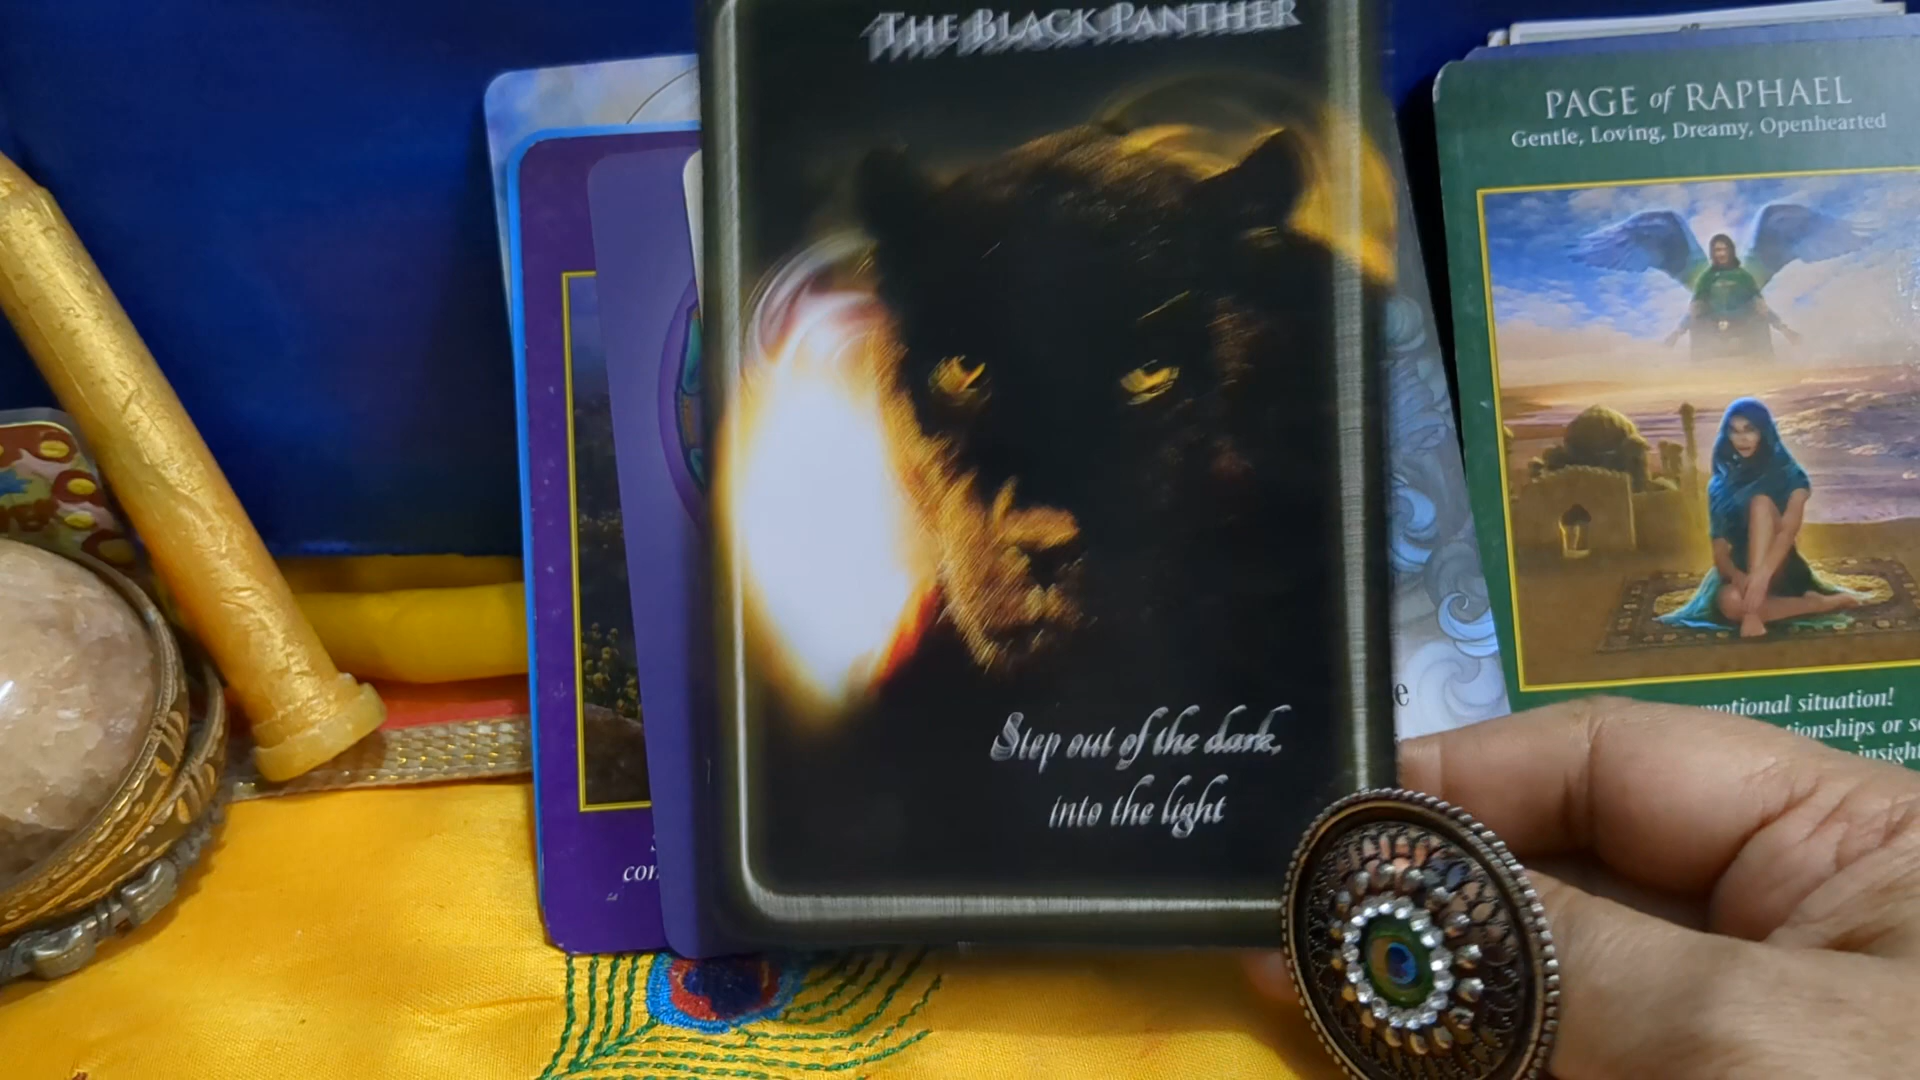 THE BLACK PANTHER
Step out of the dark,
into the light
PAGE of RAPHAEL
Gentle, Loving, Dreamy, Openhearted
situation!